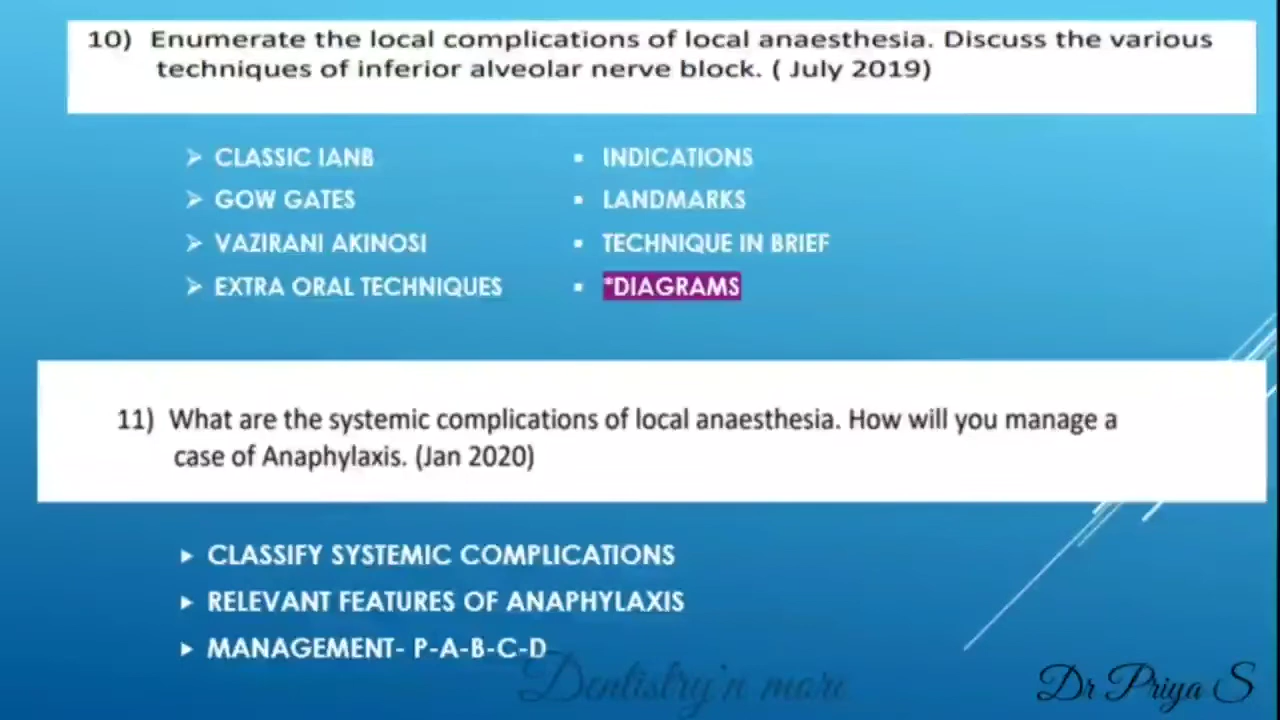 10) Enumerate the local complications of local anaesthesia. Discuss the various
techniques of inferior alveolar nerve block. ( July 2019)
➢ CLASSIC IANB
➢ GOW GATES
➢ VAZIRANI AKINOSI
➢ EXTRA ORAL TECHNIQUES
▪ INDICATIONS
▪ LANDMARKS
▪ TECHNIQUE IN BRIEF
▪ *DIAGRAMS
11) What are the systemic complications of local anaesthesia. How will you manage a
case of Anaphylaxis. (Jan 2020)
▸ CLASSIFY SYSTEMIC COMPLICATIONS
▸ RELEVANT FEATURES OF ANAPHYLAXIS
▸ MANAGEMENT- P-A-B-C-D
Dentistry'n more
Dr Priya S